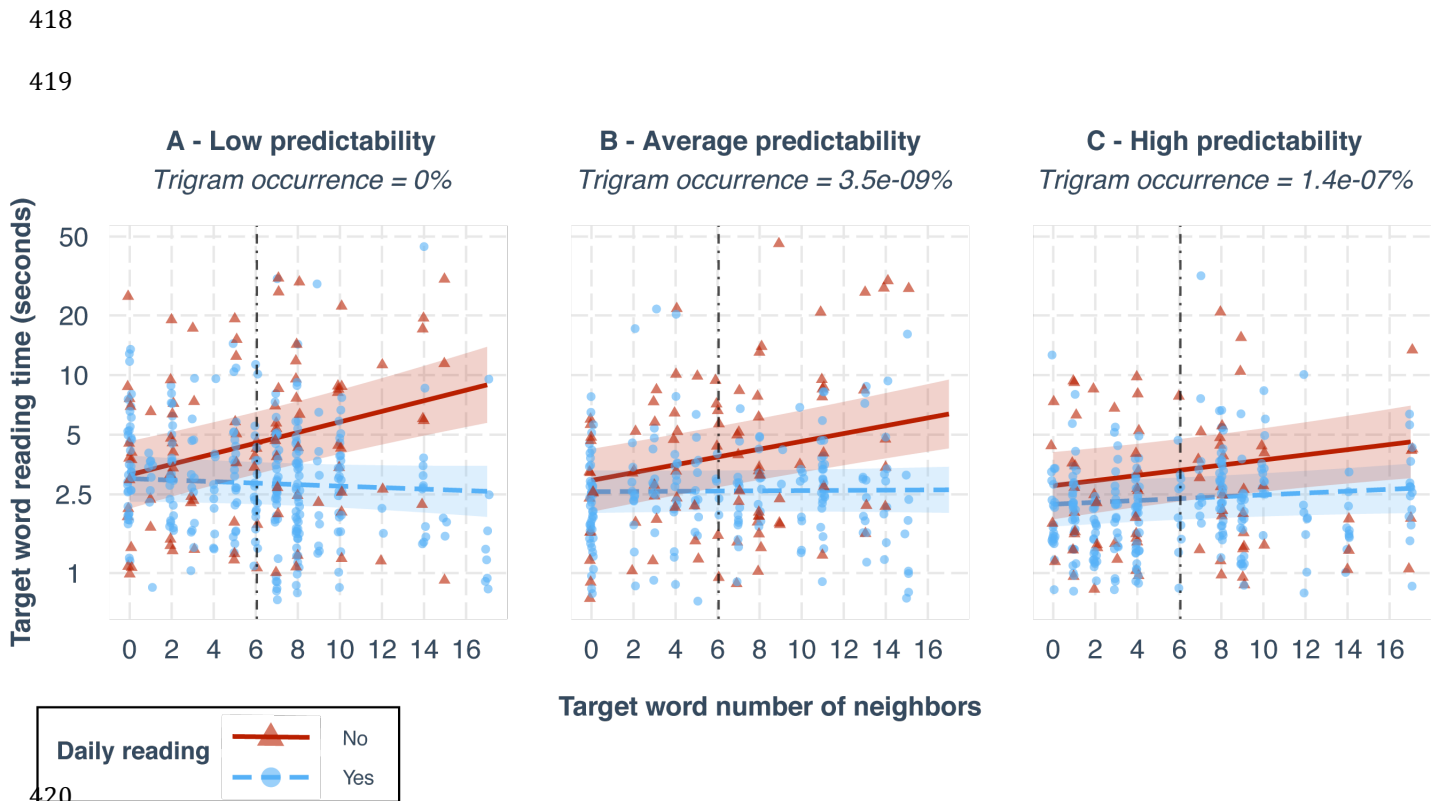 418
419
A - Low predictability
Trigram occurrence = 0%
B - Average predictability
Trigram occurrence = 3.5e-09%
C - High predictability
Trigram occurrence = 1.4e-07%
Target word reading time (seconds)
50
20
10
5
2.5
1
0 2 4 6 8 10 12 14 16
0 2 4 6 8 10 12 14 16
0 2 4 6 8 10 12 14 16
Target word number of neighbors
Daily reading
No
Yes
420